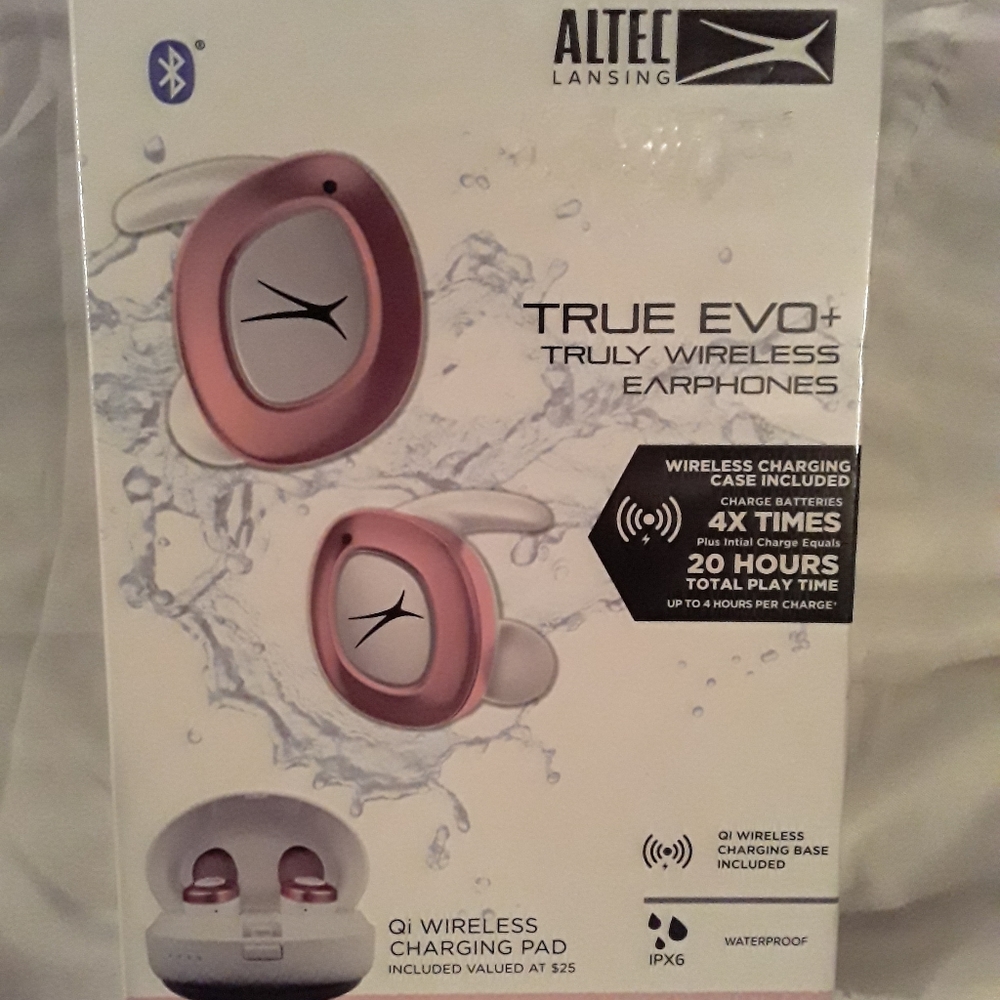 ALTEC
LANSING
TRUE EVO+
TRULY WIRELESS
EARPHONES
WIRELESS CHARGING
CASE INCLUDED
CHARGE BATTERIES
4X TIMES
Plus Intial Charge Equals
20 HOURS
TOTAL PLAY TIME
UP TO 4 HOURS PER CHARGE*
QI WIRELESS
CHARGING BASE
INCLUDED
IPX6
WATERPROOF
Qi WIRELESS
CHARGING PAD
INCLUDED VALUED AT $25